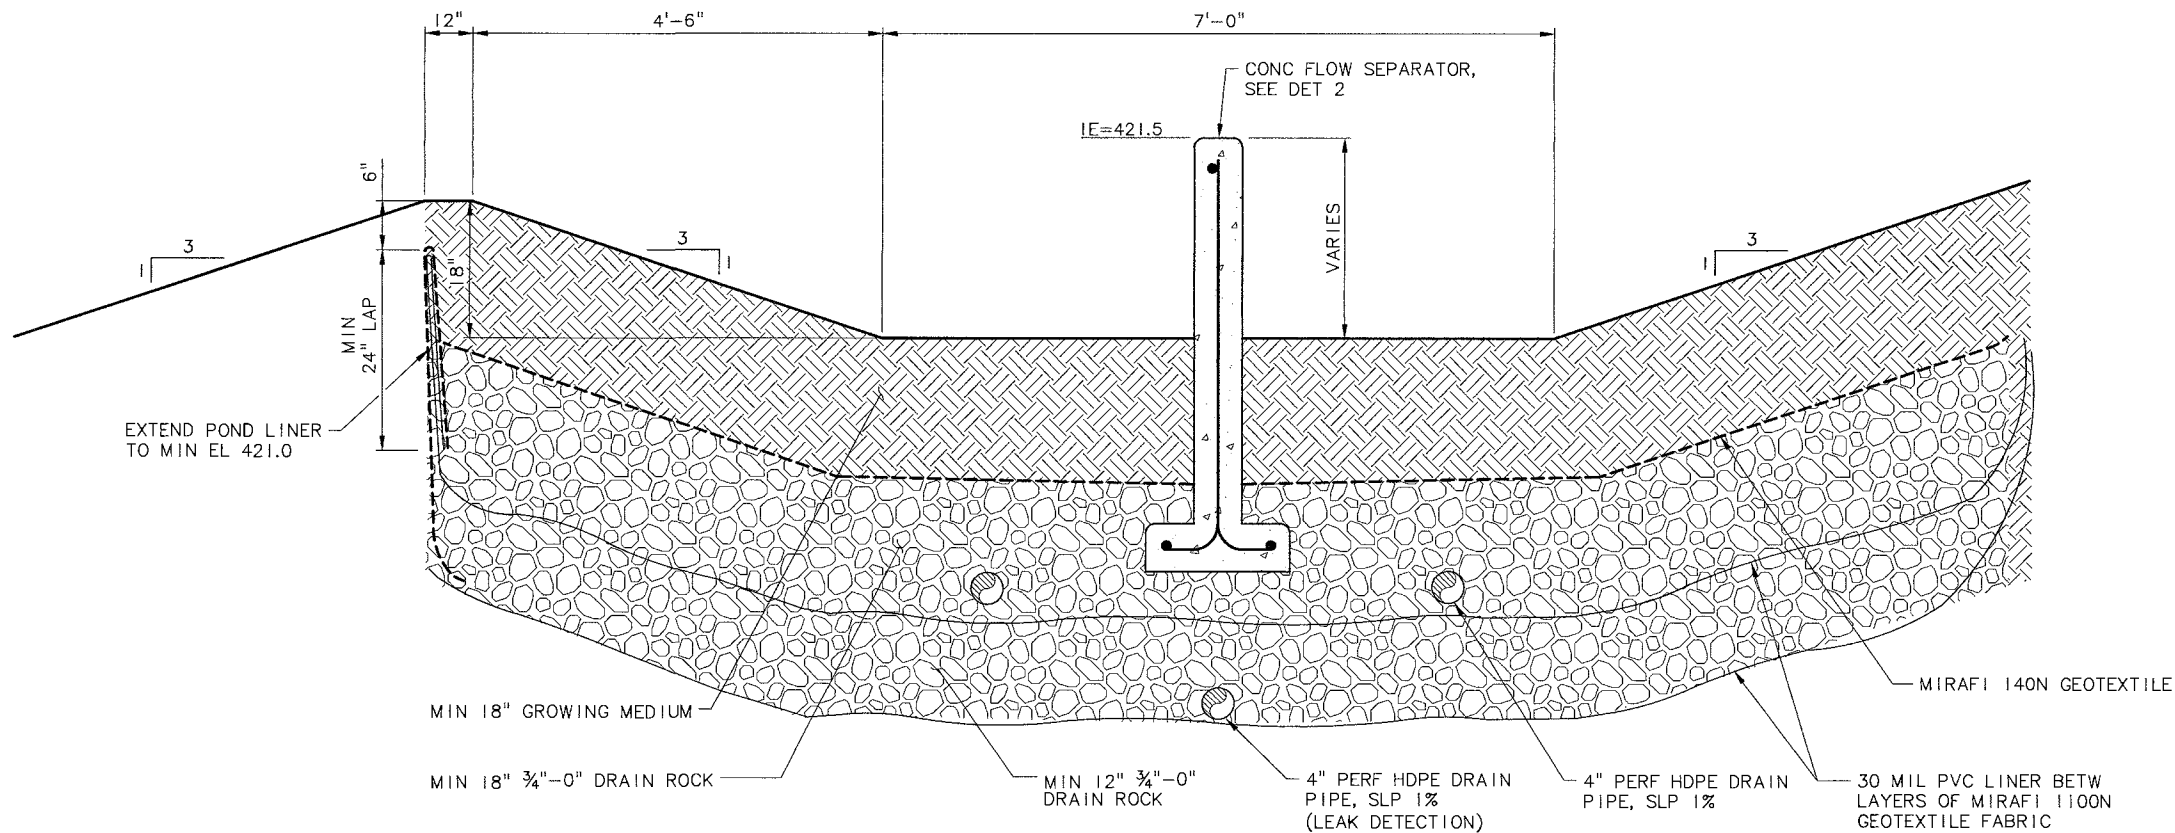 12"
4'-6"
7'-0"
CONC FLOW SEPARATOR,
SEE DET 2
IE=421.5
6"
3
1
18"
3
1
VARIES
3
1
MIN
24" LAP
EXTEND POND LINER
TO MIN EL 421.0
MIRAFI 140N GEOTEXTILE
MIN 18" GROWING MEDIUM
MIN 18" ¾"-0" DRAIN ROCK
MIN 12" ¾"-0"
DRAIN ROCK
4" PERF HDPE DRAIN
PIPE, SLP 1%
(LEAK DETECTION)
4" PERF HDPE DRAIN
PIPE, SLP 1%
30 MIL PVC LINER BETW
LAYERS OF MIRAFI 1100N
GEOTEXTILE FABRIC